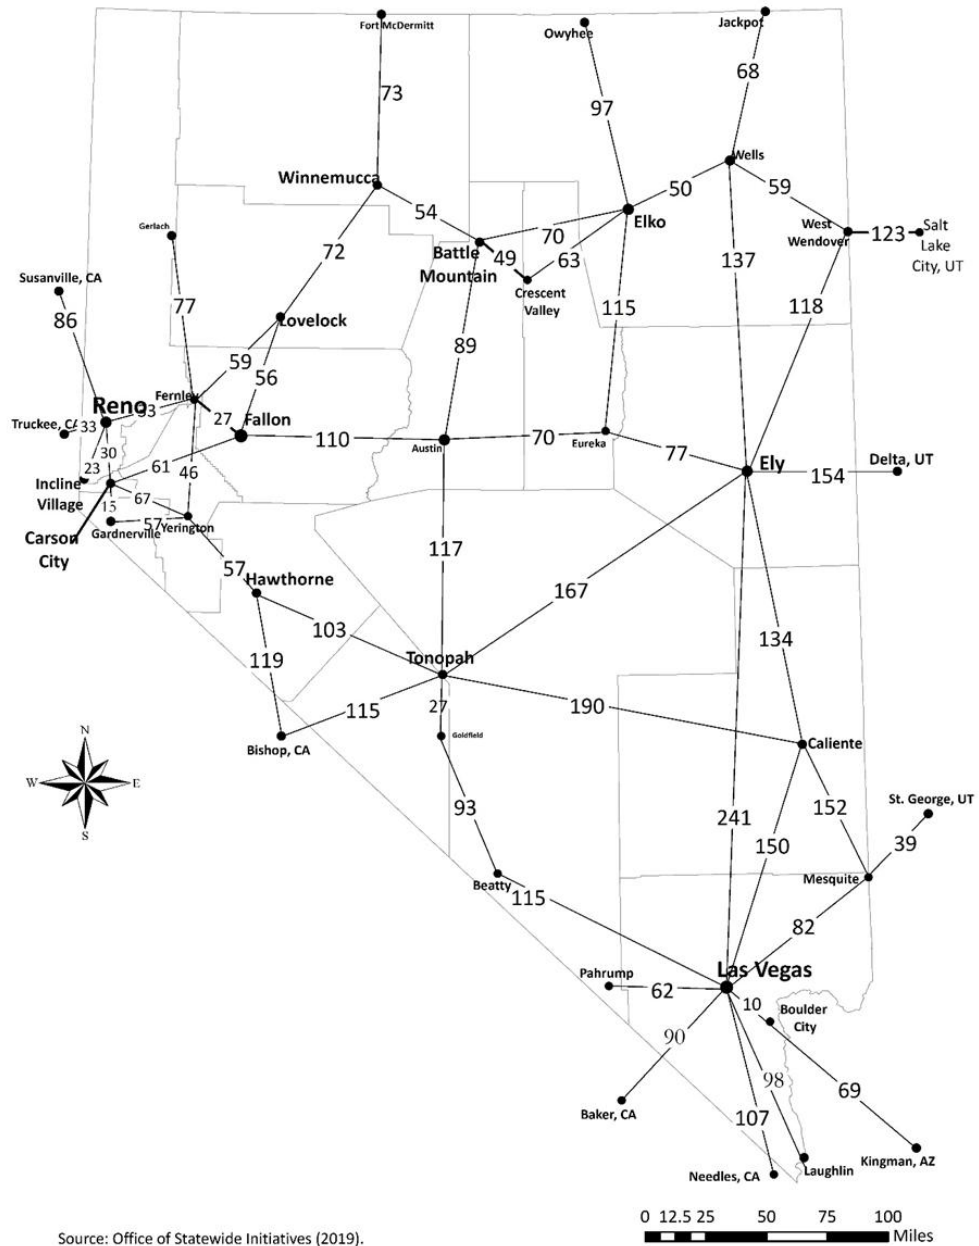 Fort McDermitt
Owyhee
Jackpot
73
97
68
Wells
Winnemucca
50
59
54
Elko
West
Wendover
123
Salt
Lake
City, UT
Gerlach
70
Battle
Mountain
49
63
137
72
Crescent
Valley
Susanville, CA
77
115
118
86
Lovelock
89
59
56
Fernley
Reno
33
27
Fallon
Truckee, CA
33
110
Austin
70
Eureka
30
77
Ely
23
61
46
154
Delta, UT
Incline
Village
67
15
57
Gardnerville
Yerington
Carson
City
117
57
Hawthorne
167
103
134
119
Tonopah
115
27
190
Bishop, CA
Goldfield
Caliente
N
W
E
S
93
152
St. George, UT
241
150
39
Beatty
115
Mesquite
82
Las Vegas
Pahrump
62
10
Boulder
City
90
98
69
Baker, CA
107
Needles, CA
Laughlin
Kingman, AZ
0 12.5 25 50 75 100
Miles
Source: Office of Statewide Initiatives (2019).